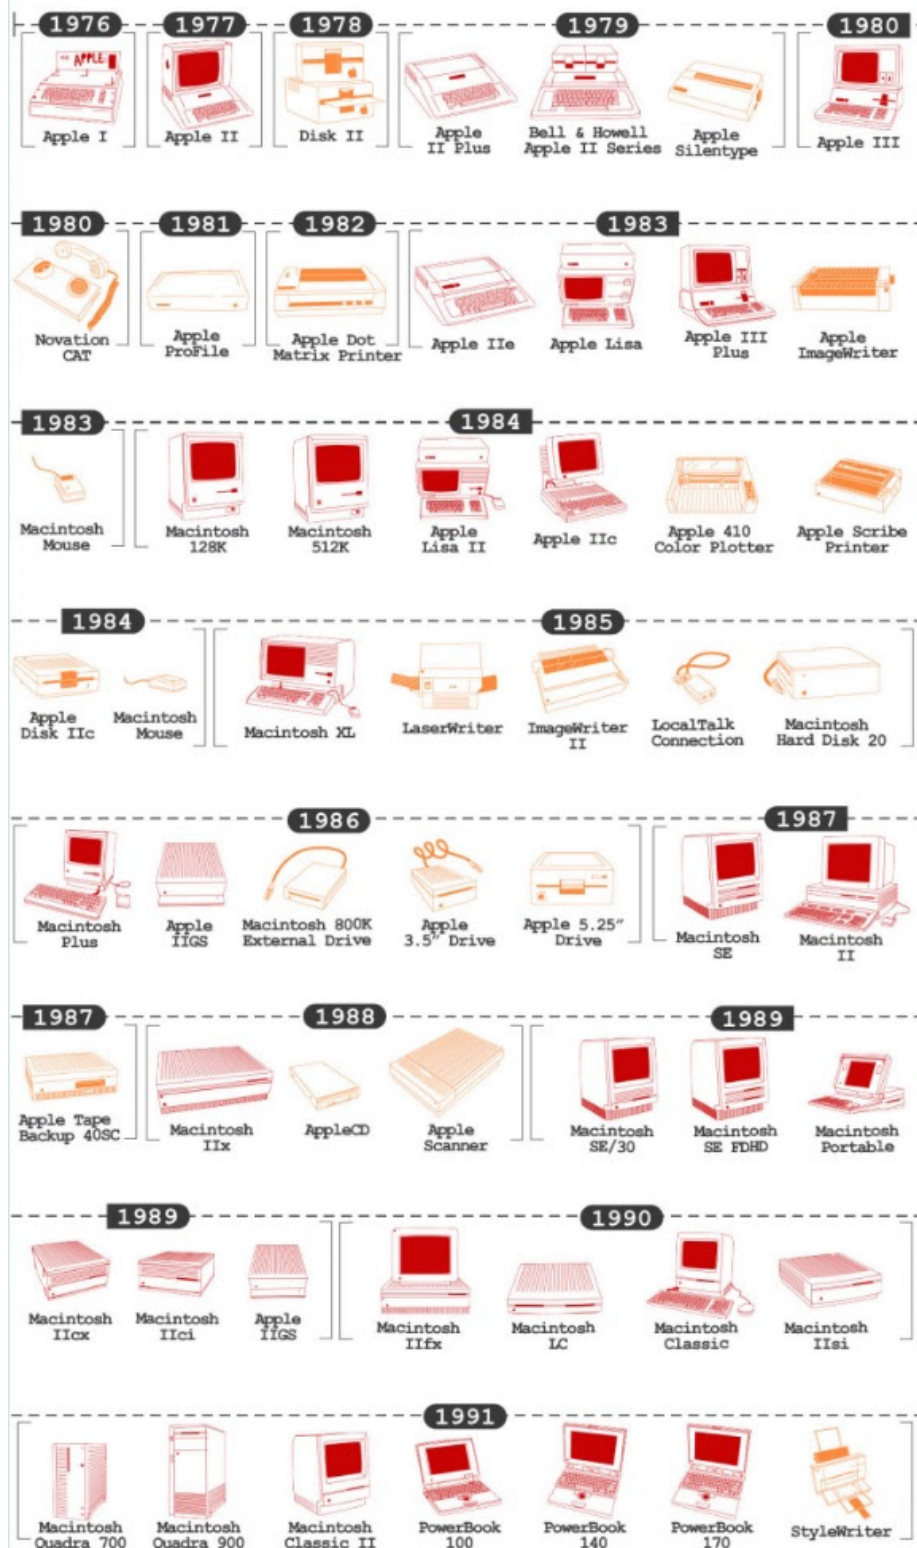 1976 1977 1978 1979 1980
APPLE
Apple I
Apple II
Disk II
Apple
II Plus
Bell & Howell
Apple II Series
Apple
Silentype
Apple III
1980 1981 1982 1983
Novation
CAT
Apple
ProFile
Apple Dot
Matrix Printer
Apple IIe
Apple Lisa
Apple III
Plus
Apple
ImageWriter
1983 1984
Macintosh
Mouse
Macintosh
128K
Macintosh
512K
Apple
Lisa II
Apple IIc
Apple 410
Color Plotter
Apple Scribe
Printer
1984 1985
Apple
Disk IIc
Macintosh
Mouse
Macintosh XL
LaserWriter
ImageWriter
II
LocalTalk
Connection
Macintosh
Hard Disk 20
1986 1987
Macintosh
Plus
Apple
IIGS
Macintosh 800K
External Drive
Apple
3.5″ Drive
Apple 5.25″
Drive
Macintosh
SE
Macintosh
II
1987 1988 1989
Apple Tape
Backup 40SC
Macintosh
IIx
AppleCD
Apple
Scanner
Macintosh
SE/30
Macintosh
SE FDHD
Macintosh
Portable
1989 1990
Macintosh
IIcx
Macintosh
IIci
Apple
IIGS
Macintosh
IIfx
Macintosh
LC
Macintosh
Classic
Macintosh
IIsi
1991
Macintosh
Quadra 700
Macintosh
Quadra 900
Macintosh
Classic II
PowerBook
100
PowerBook
140
PowerBook
170
StyleWriter